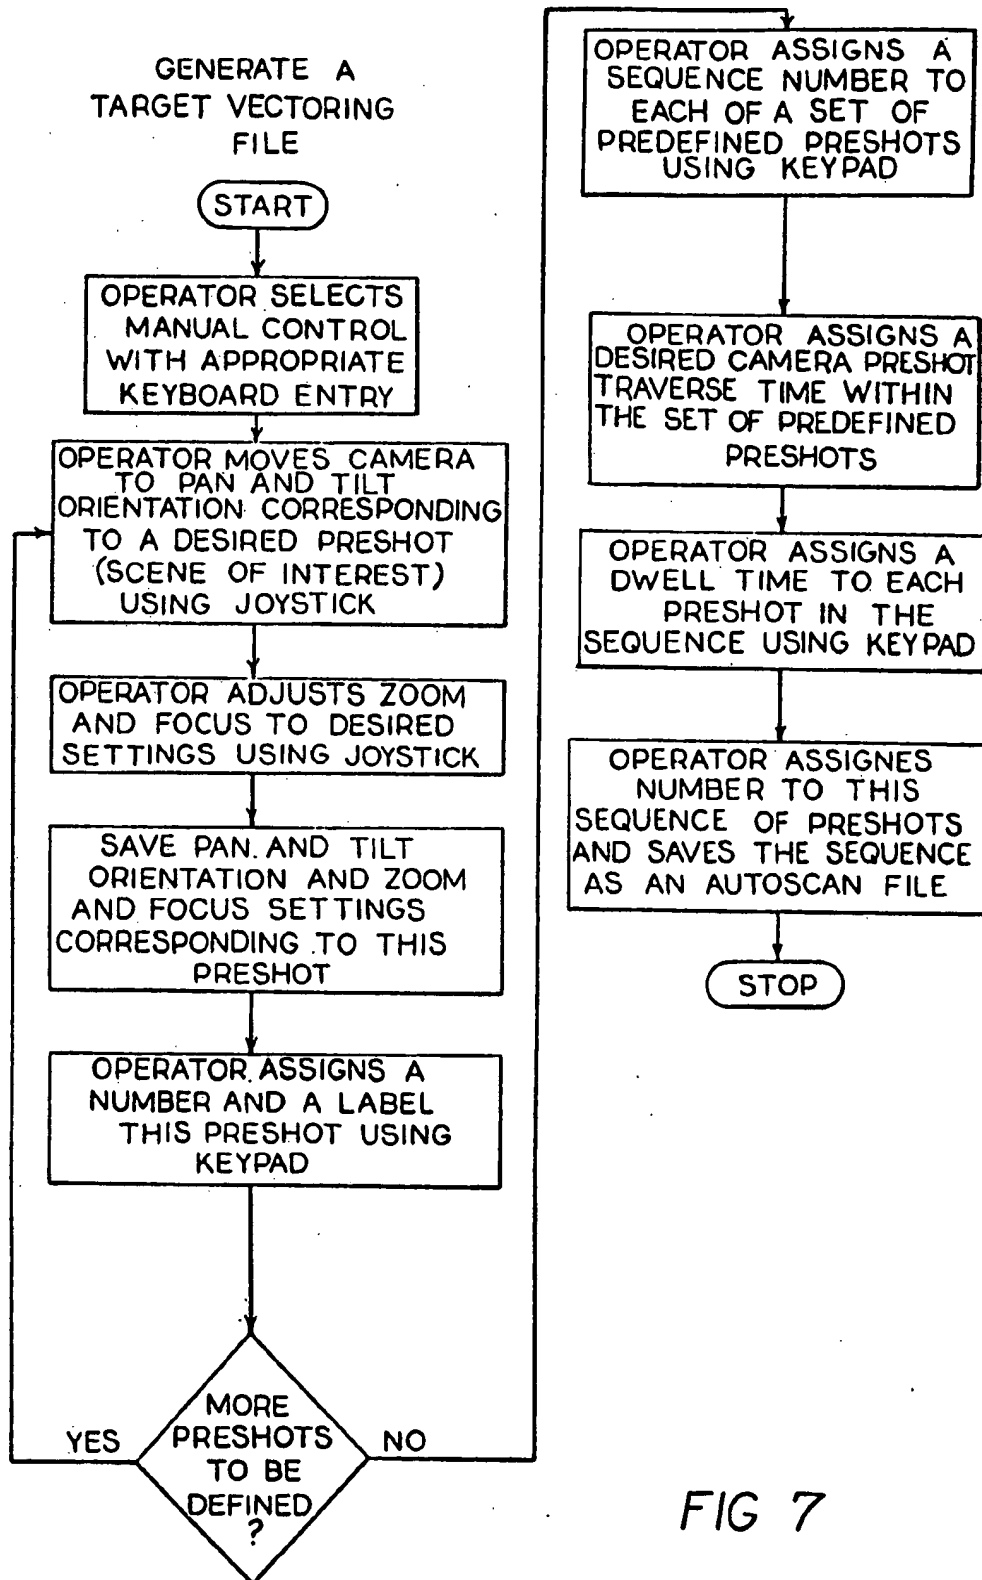 GENERATE A
TARGET VECTORING
FILE
START
OPERATOR SELECTS
MANUAL CONTROL
WITH APPROPRIATE
KEYBOARD ENTRY
OPERATOR MOVES CAMERA
TO PAN AND TILT
ORIENTATION CORRESPONDING
TO A DESIRED PRESHOT
(SCENE OF INTEREST)
USING JOYSTICK
OPERATOR ADJUSTS ZOOM
AND FOCUS TO DESIRED
SETTINGS USING JOYSTICK
SAVE PAN. AND TILT
ORIENTATION AND ZOOM
AND FOCUS SETTINGS
CORRESPONDING TO THIS
PRESHOT
OPERATOR ASSIGNS A
NUMBER AND A LABEL
THIS PRESHOT USING
KEYPAD
MORE
PRESHOTS
TO BE
DEFINED
?
YES
NO
OPERATOR ASSIGNS A
SEQUENCE NUMBER TO
EACH OF A SET OF
PREDEFINED PRESHOTS
USING KEYPAD
OPERATOR ASSIGNS A
DESIRED CAMERA PRESHOT
TRAVERSE TIME WITHIN
THE SET OF PREDEFINED
PRESHOTS
OPERATOR ASSIGNS A
DWELL TIME TO EACH
PRESHOT IN THE
SEQUENCE USING KEYPAD
OPERATOR ASSIGNES
NUMBER TO THIS
SEQUENCE OF PRESHOTS
AND SAVES THE SEQUENCE
AS AN AUTOSCAN FILE
STOP
FIG 7